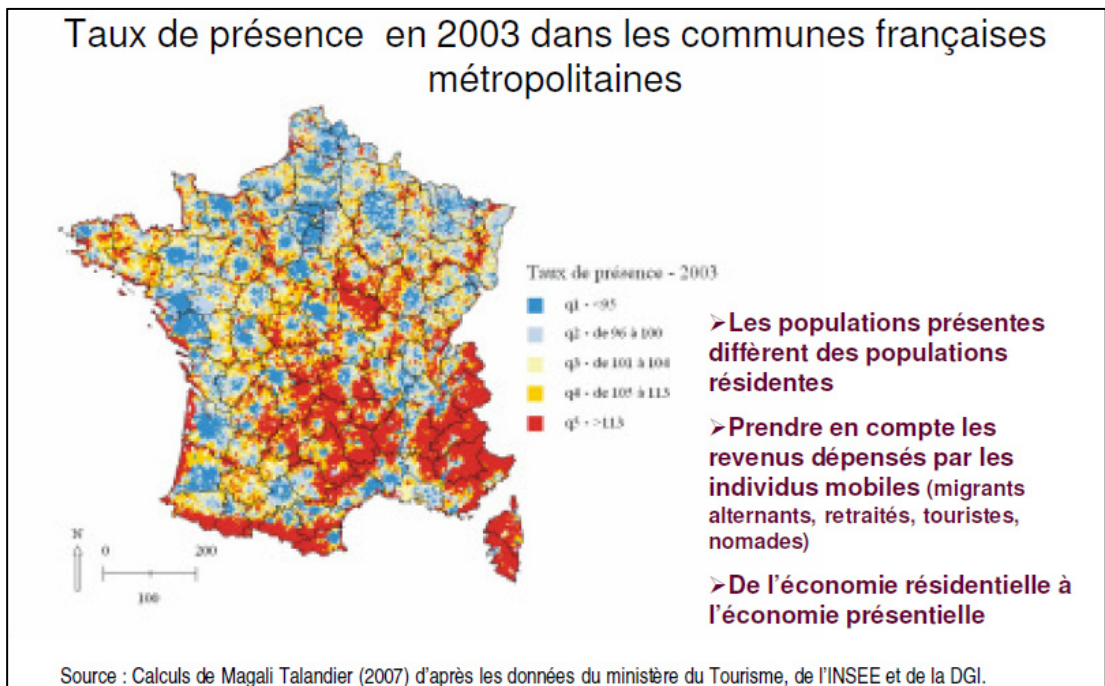 Taux de présence en 2003 dans les communes françaises
métropolitaines
Taux de présence - 2003
q1 - <95
q2 - de 96 à 100
q3 - de 101 à 104
q4 - de 105 à 113
q5 - >113
➢Les populations présentes
diffèrent des populations
résidentes
➢Prendre en compte les
revenus dépensés par les
individus mobiles (migrants
alternants, retraités, touristes,
nomades)
➢De l'économie résidentielle à
l'économie présentielle
N
0 200
100
Source : Calculs de Magali Talandier (2007) d'après les données du ministère du Tourisme, de l'INSEE et de la DGI.